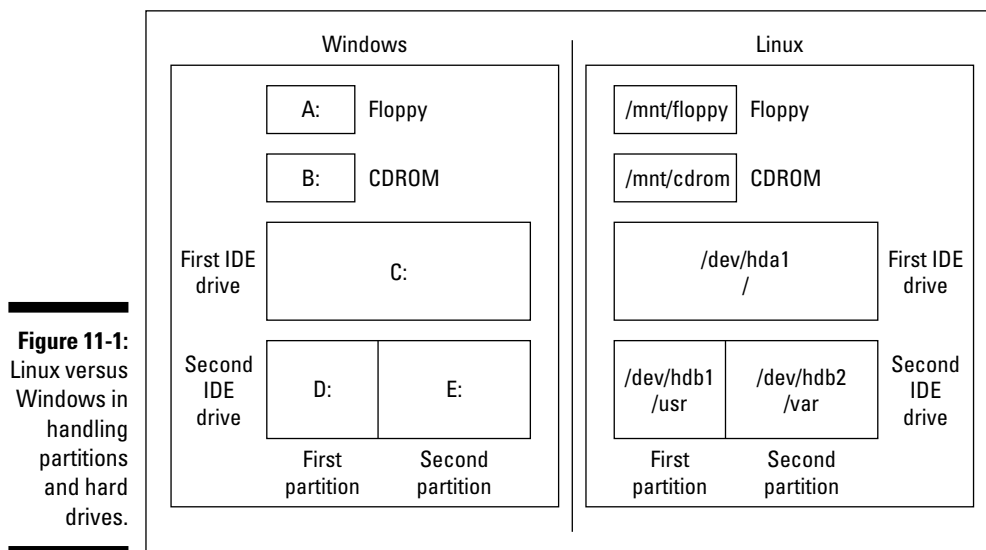 Windows
A: Floppy
B: CDROM
First IDE
drive
C:
Second
IDE
drive
D:
E:
First
partition
Second
partition
Linux
/mnt/floppy Floppy
/mnt/cdrom CDROM
/dev/hda1
/
First IDE
drive
/dev/hdb1
/usr
/dev/hdb2
/var
Second
IDE
drive
First
partition
Second
partition
Figure 11-1:
Linux versus
Windows in
handling
partitions
and hard
drives.